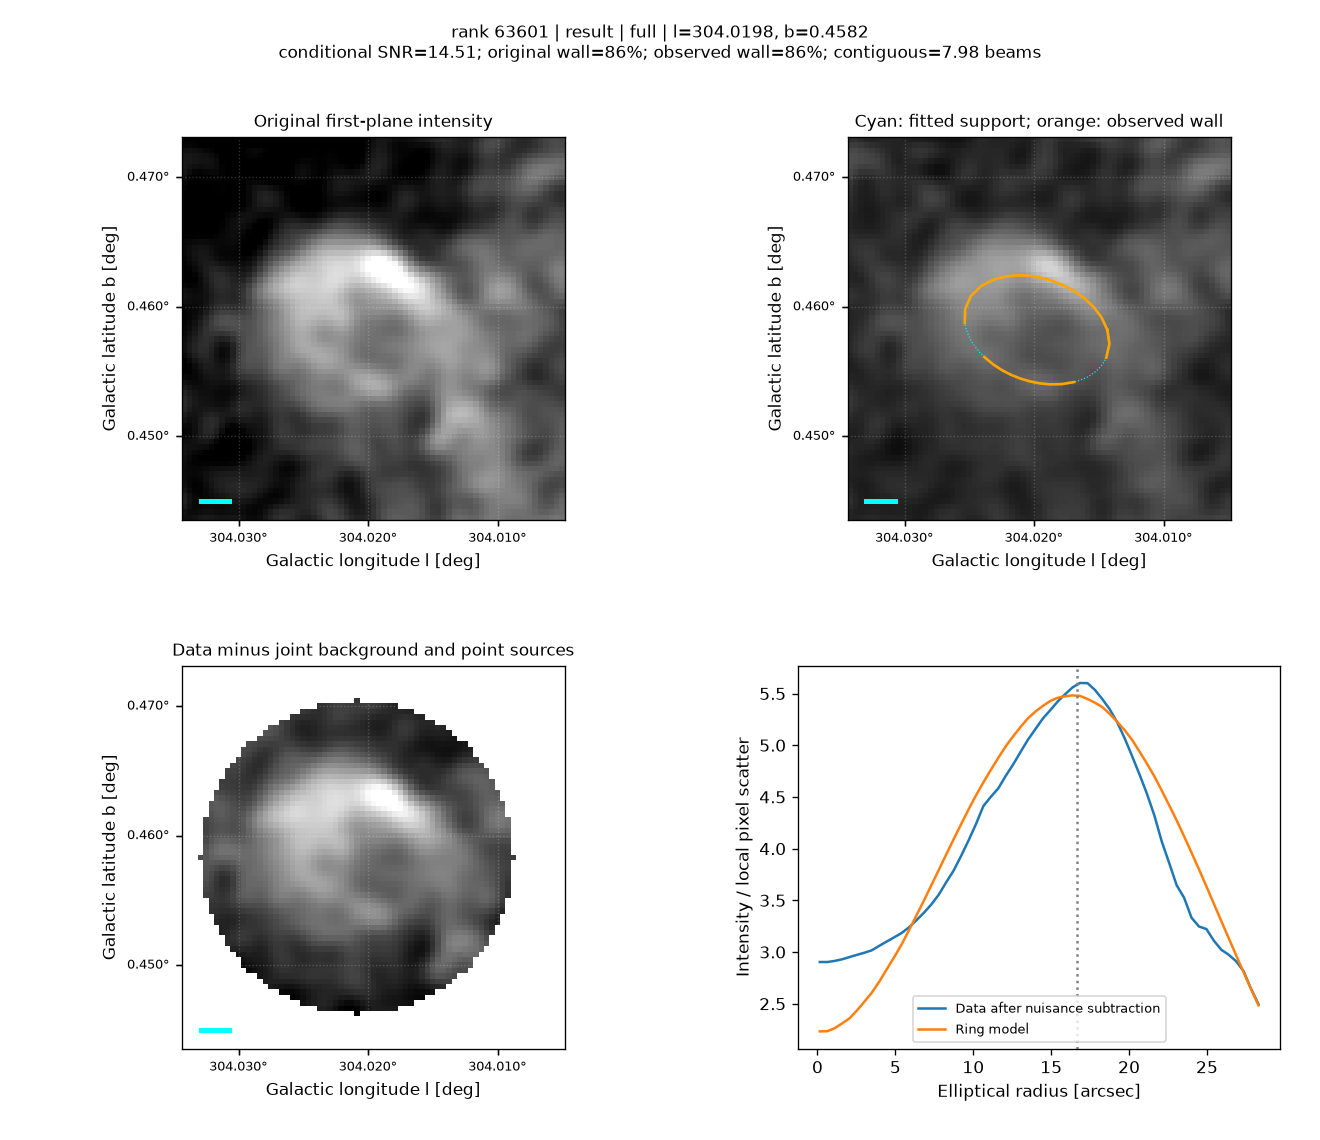 rank 63601 | result | full | l=304.0198, b=0.4582
conditional SNR=14.51; original wall=86%; observed wall=86%; contiguous=7.98 beams
Original first-plane intensity
0.470°
0.460°
0.450°
Galactic latitude b [deg]
304.030°
304.020°
304.010°
Galactic longitude l [deg]
Cyan: fitted support; orange: observed wall
0.470°
0.460°
0.450°
Galactic latitude b [deg]
304.030°
304.020°
304.010°
Galactic longitude l [deg]
Data minus joint background and point sources
0.470°
0.460°
0.450°
Galactic latitude b [deg]
304.030°
304.020°
304.010°
Galactic longitude l [deg]
5.5
5.0
4.5
4.0
3.5
3.0
2.5
Intensity / local pixel scatter
Data after nuisance subtraction
Ring model
0
5
10
15
20
25
Elliptical radius [arcsec]